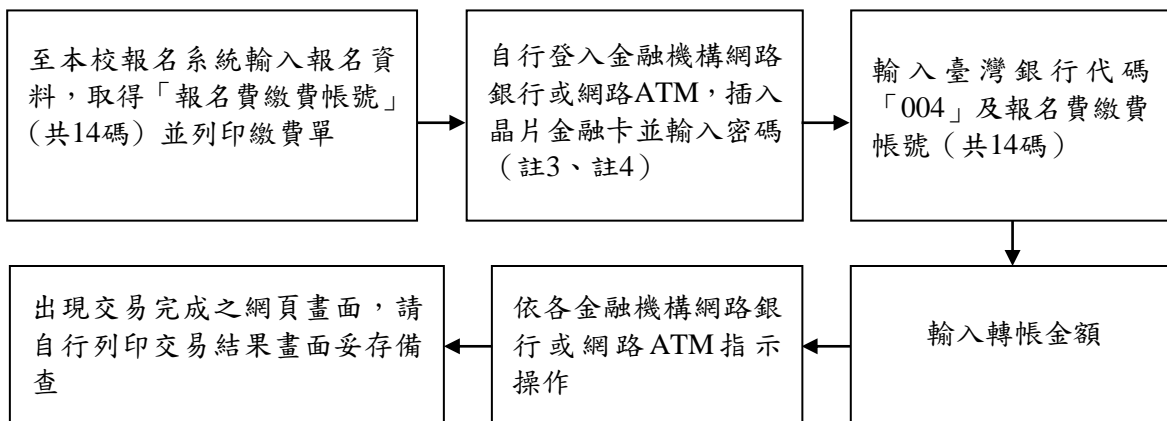 至本校報名系統輸入報名資
料，取得「報名費繳費帳號」
（共14碼）並列印繳費單
自行登入金融機構網路
銀行或網路ATM，插入
晶片金融卡並輸入密碼
（註3、註4）
輸入臺灣銀行代碼
「004」及報名費繳費
帳號（共14碼）
輸入轉帳金額
依各金融機構網路銀
行或網路ATM指示
操作
出現交易完成之網頁畫面，請
自行列印交易結果畫面妥存備
查